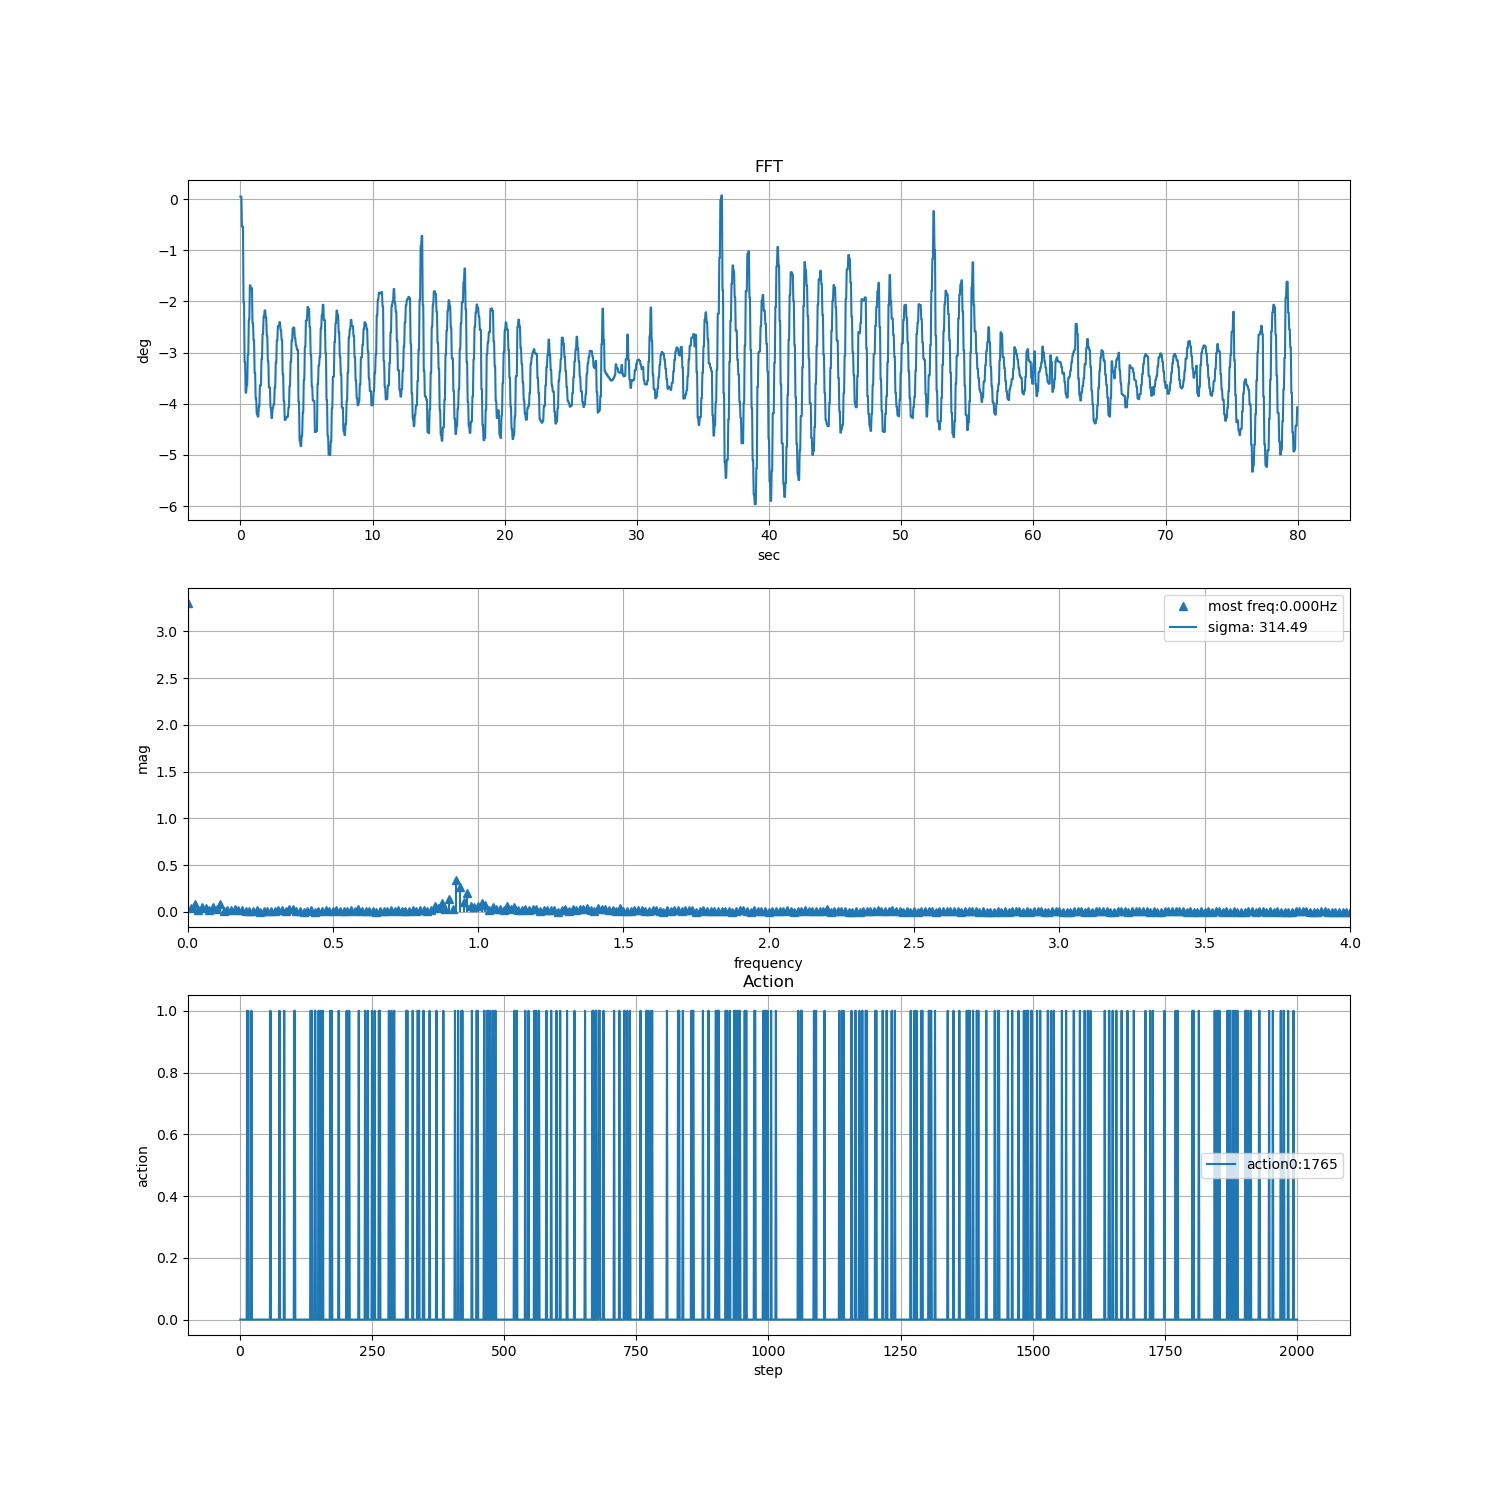 FFT
0
−1
−2
−3
−4
−5
−6
deg
0 10 20 30 40 50 60 70 80
sec
most freq:0.000Hz
sigma: 314.49
3.0
2.5
2.0
1.5
1.0
0.5
0.0
mag
0.0 0.5 1.0 1.5 2.0 2.5 3.0 3.5 4.0
frequency
Action
1.0
0.8
0.6
0.4
0.2
0.0
action
action0:1765
0 250 500 750 1000 1250 1500 1750 2000
step